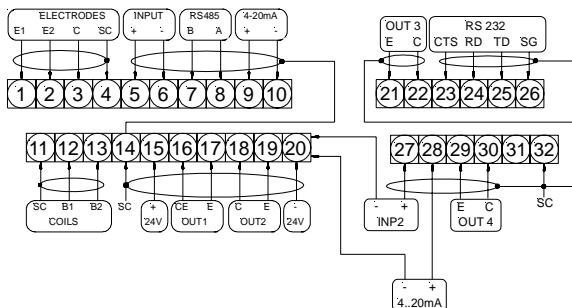 ELECTRODES INPUT RS485 4-20mA
E1 E2 C SC + - B A + -
1 2 3 4 5 6 7 8 9 10
OUT 3 RS 232
E C CTS RD TD SG
21 22 23 24 25 26
11 12 13 14 15 16 17 18 19 20
27 28 29 30 31 32
SC B1 B2 SC + CE E C E -
COILS 24V OUT1 OUT2 24V
- + E C SC
INP2 OUT 4
- +
4..20mA